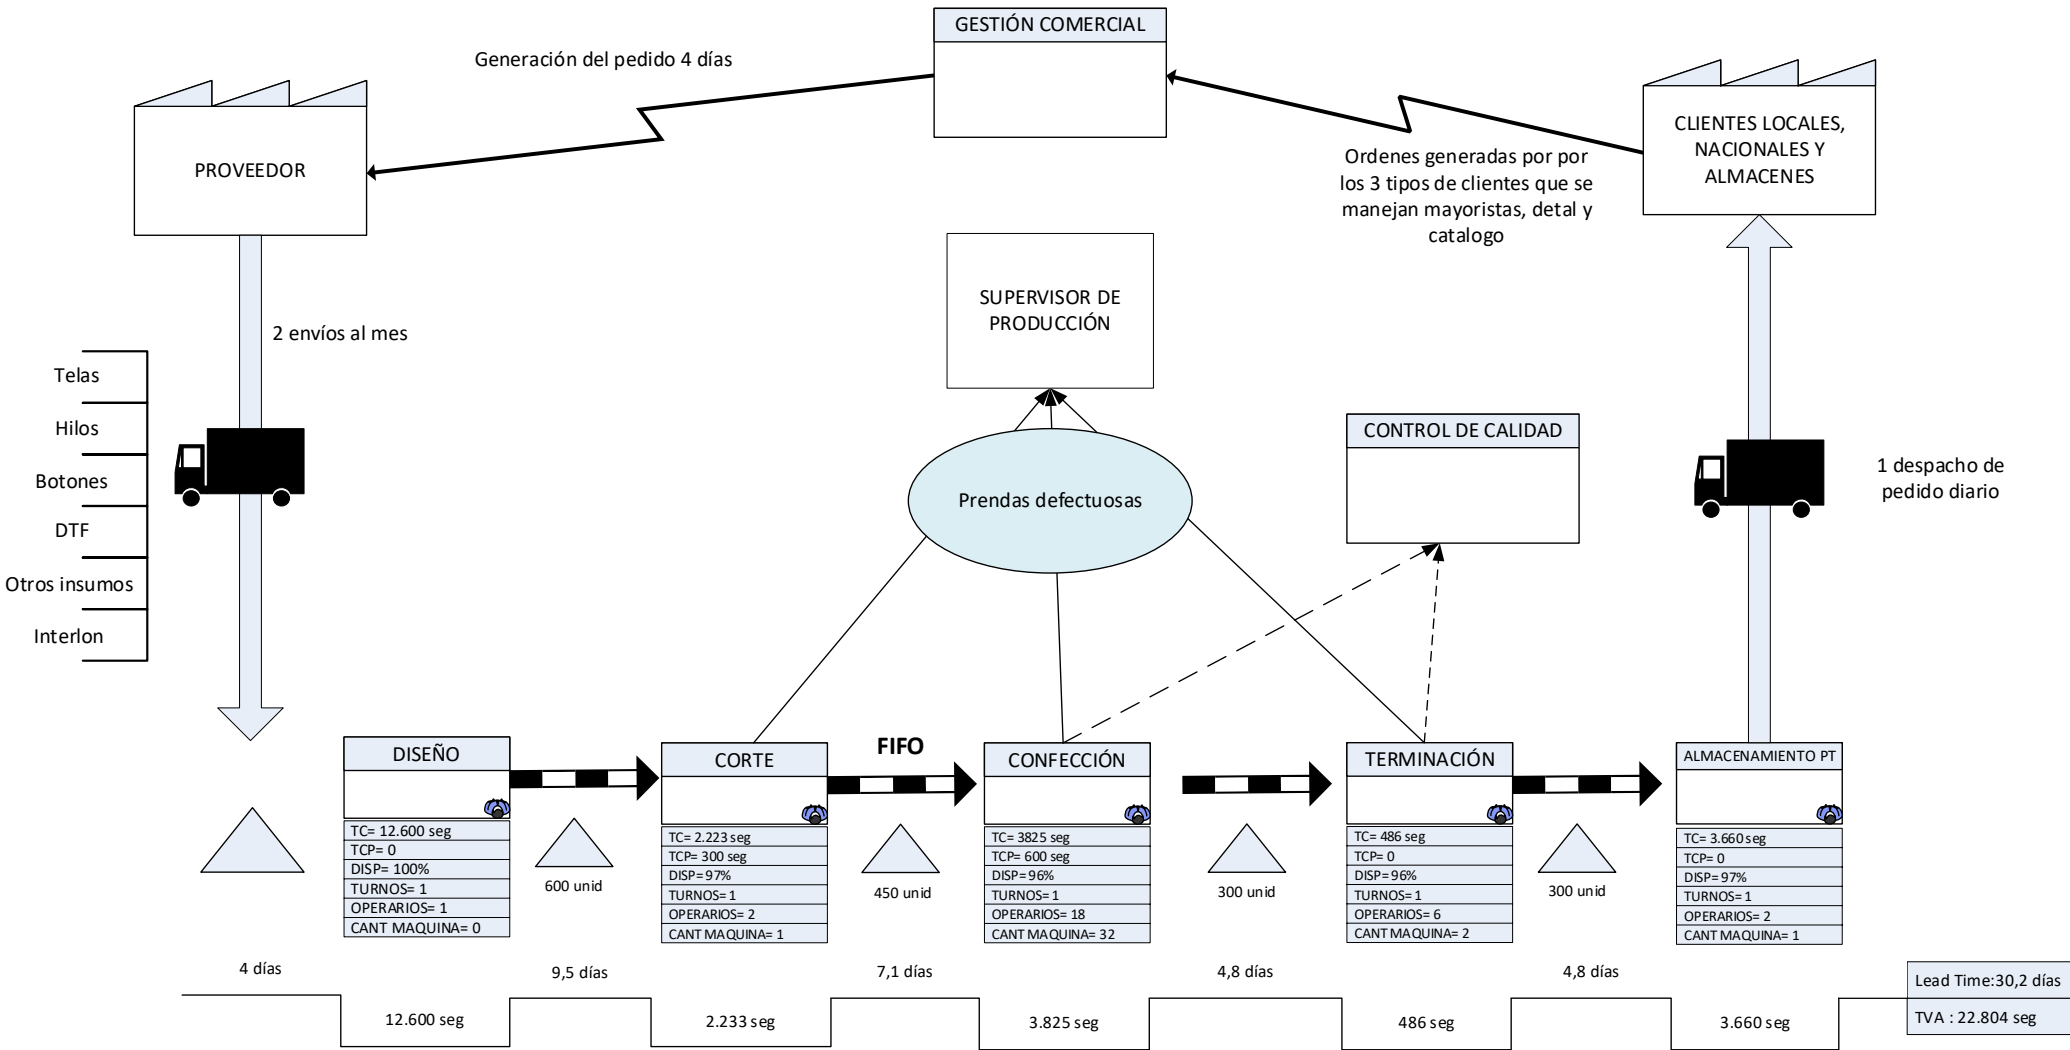 GESTIÓN COMERCIAL
Generación del pedido 4 días
PROVEEDOR
CLIENTES LOCALES,
NACIONALES Y
ALMACENES
Ordenes generadas por por
los 3 tipos de clientes que se
manejan mayoristas, detal y
catalogo
SUPERVISOR DE
PRODUCCIÓN
2 envíos al mes
Telas
Hilos
Botones
DTF
Otros insumos
Interlon
Prendas defectuosas
CONTROL DE CALIDAD
1 despacho de
pedido diario
DISEÑO
TC= 12.600 seg
TCP= 0
DISP= 100%
TURNOS= 1
OPERARIOS= 1
CANT MAQUINA= 0
600 unid
CORTE
TC= 2.223 seg
TCP= 300 seg
DISP= 97%
TURNOS= 1
OPERARIOS= 2
CANT MAQUINA= 1
FIFO
450 unid
CONFECCIÓN
TC= 3825 seg
TCP= 600 seg
DISP= 96%
TURNOS= 1
OPERARIOS= 18
CANT MAQUINA= 32
300 unid
TERMINACIÓN
TC= 486 seg
TCP= 0
DISP= 96%
TURNOS= 1
OPERARIOS= 6
CANT MAQUINA= 2
300 unid
ALMACENAMIENTO PT
TC= 3.660 seg
TCP= 0
DISP= 97%
TURNOS= 1
OPERARIOS= 2
CANT MAQUINA= 1
4 días
9,5 días
7,1 días
4,8 días
4,8 días
Lead Time:30,2 días
12.600 seg
2.233 seg
3.825 seg
486 seg
3.660 seg
TVA : 22.804 seg